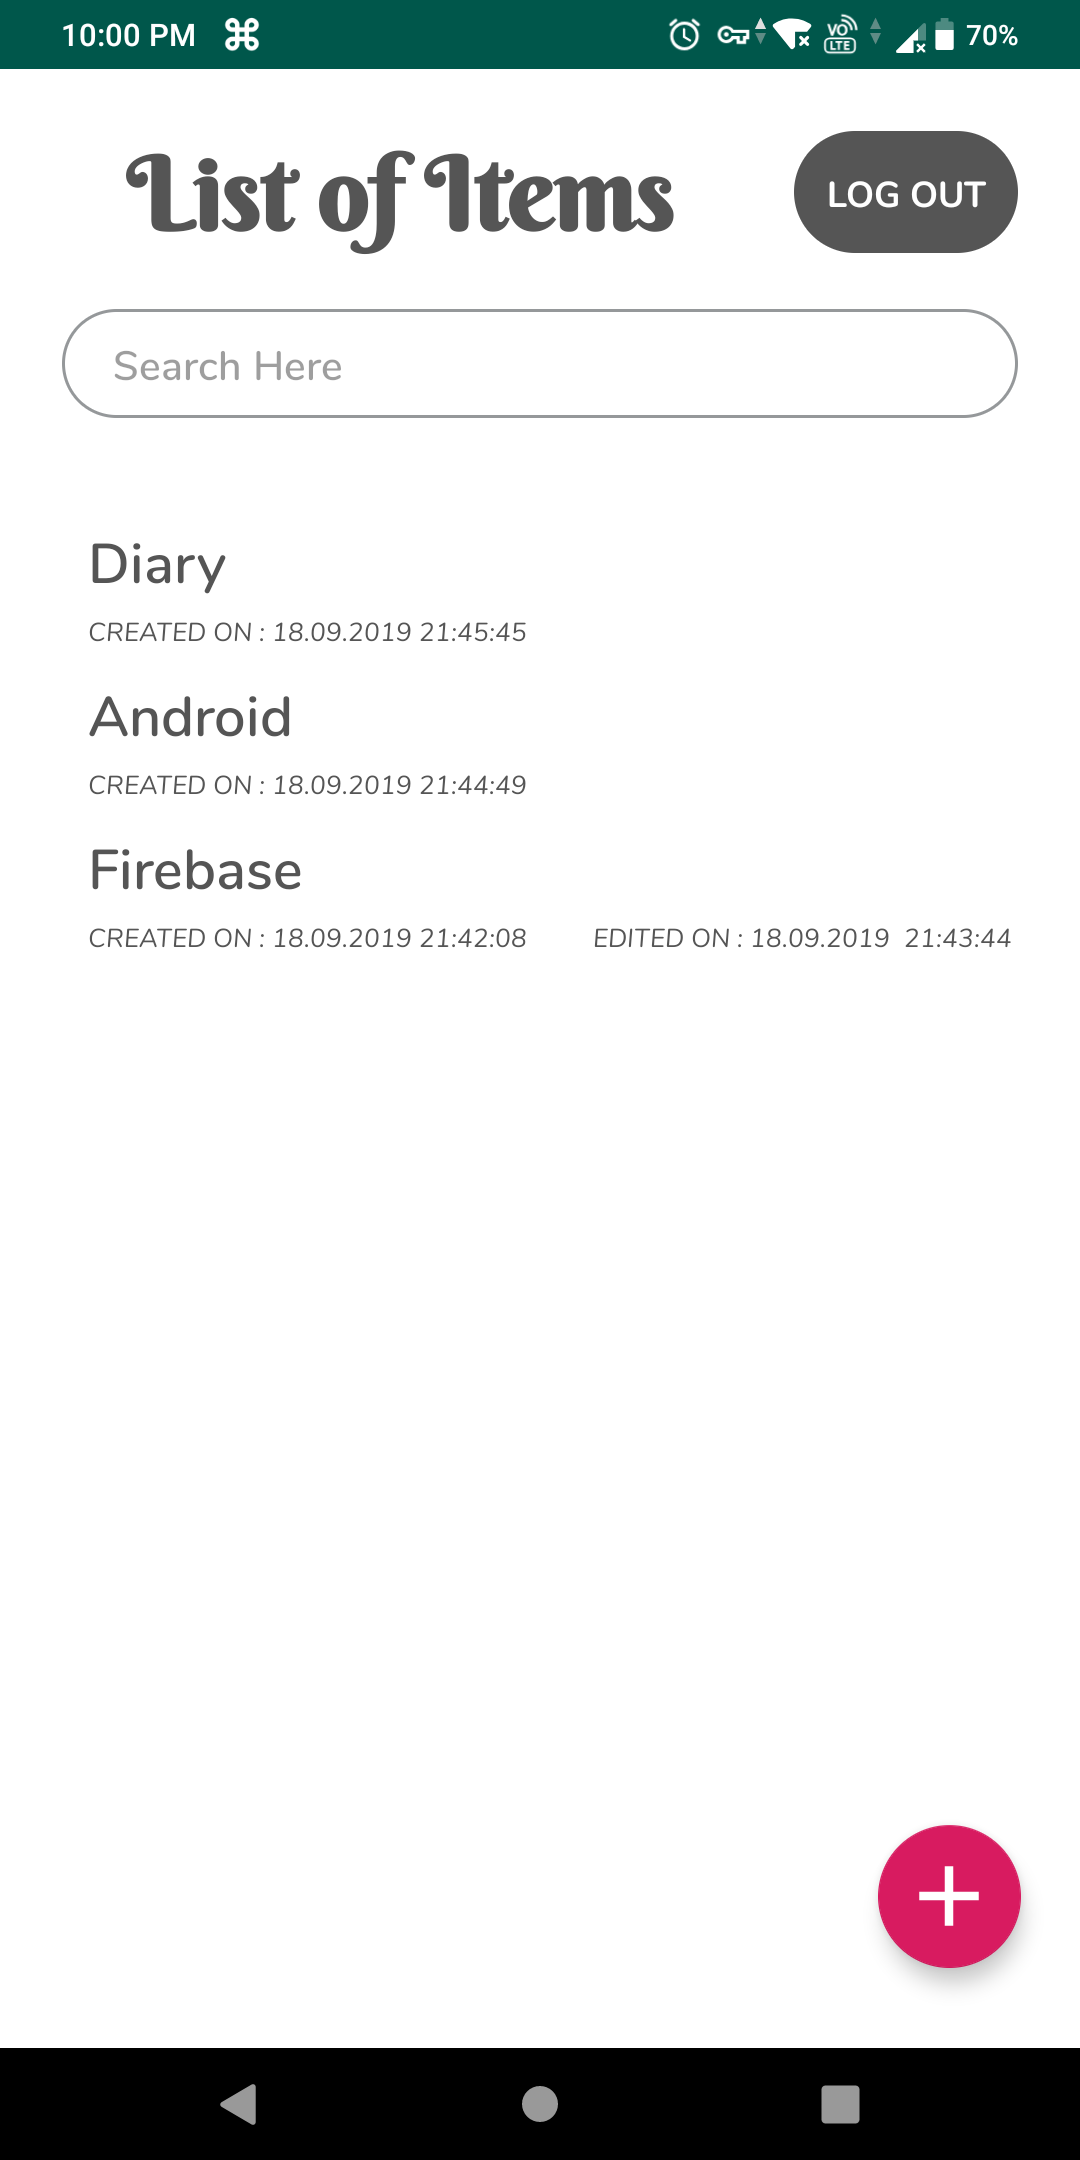 10:00 PM 70%
VO LTE
List of Items
LOG OUT
Search Here
Diary
CREATED ON : 18.09.2019 21:45:45
Android
CREATED ON : 18.09.2019 21:44:49
Firebase
CREATED ON : 18.09.2019 21:42:08 EDITED ON : 18.09.2019 21:43:44